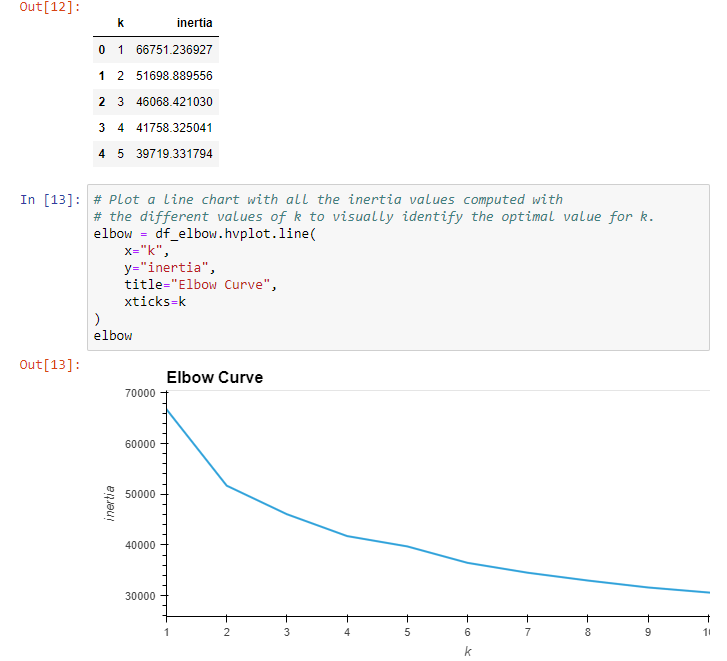 Out[12]:
k inertia
0 1 66751.236927
1 2 51698.889556
2 3 46068.421030
3 4 41758.325041
4 5 39719.331794
In [13]:
# Plot a line chart with all the inertia values computed with
# the different values of k to visually identify the optimal value for k.
elbow = df_elbow.hvplot.line(
x="k",
y="inertia",
title="Elbow Curve",
xticks=k
)
elbow
Out[13]:
Elbow Curve
70000
60000
50000
40000
30000
inertia
1 2 3 4 5 6 7 8 9
k